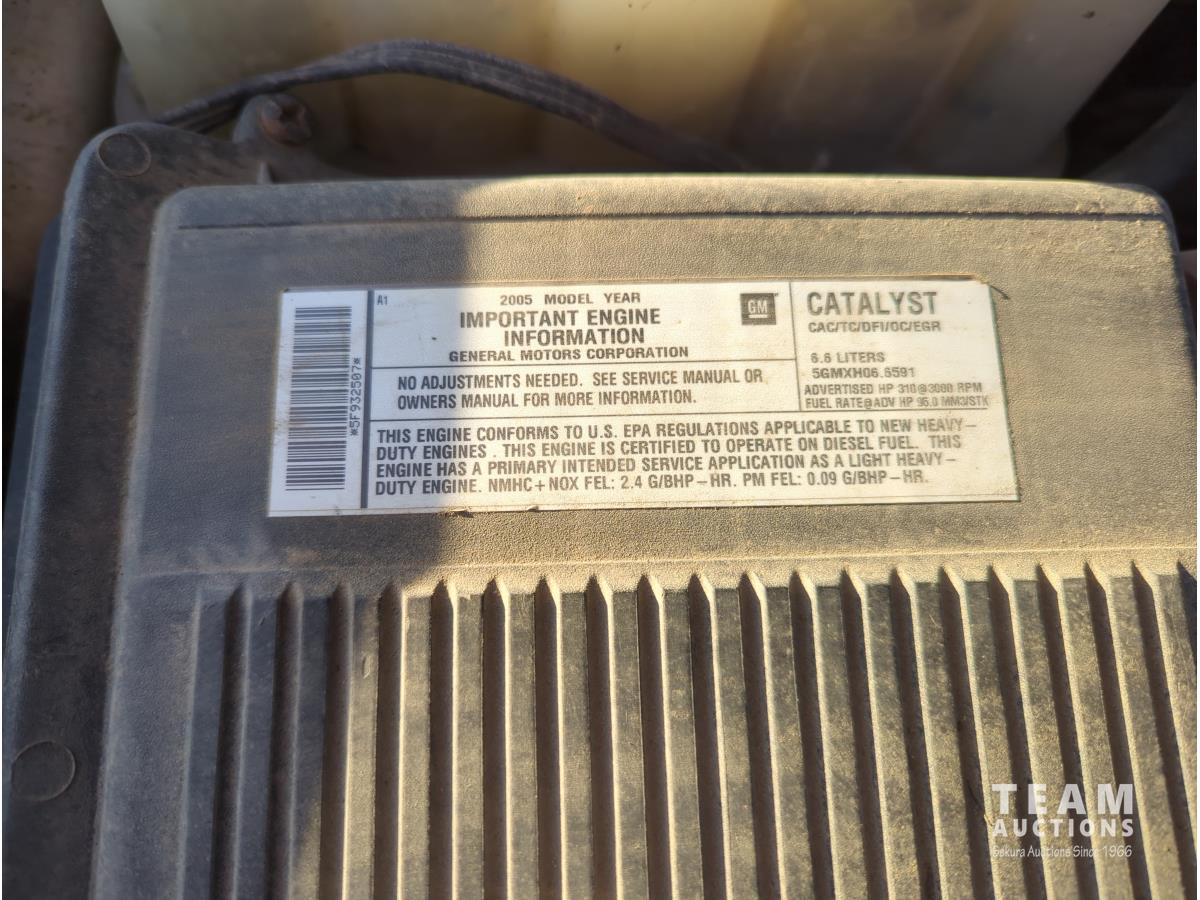 *5F932507*
A1
2005 MODEL YEAR
IMPORTANT ENGINE
INFORMATION
GENERAL MOTORS CORPORATION
GM
NO ADJUSTMENTS NEEDED. SEE SERVICE MANUAL OR
OWNERS MANUAL FOR MORE INFORMATION.
CATALYST
CAC/TC/DFI/OC/EGR
6.6 LITERS
5GMXH06.6591
ADVERTISED HP 310@3000 RPM
FUEL RATE@ADV HP 95.0 MM3/STK
THIS ENGINE CONFORMS TO U.S. EPA REGULATIONS APPLICABLE TO NEW HEAVY-
DUTY ENGINES . THIS ENGINE IS CERTIFIED TO OPERATE ON DIESEL FUEL. THIS
ENGINE HAS A PRIMARY INTENDED SERVICE APPLICATION AS A LIGHT HEAVY-
DUTY ENGINE. NMHC+NOX FEL: 2.4 G/BHP-HR. PM FEL: 0.09 G/BHP-HR.
TEAM
AUCTIONS
Gakura Auctions Since 1966